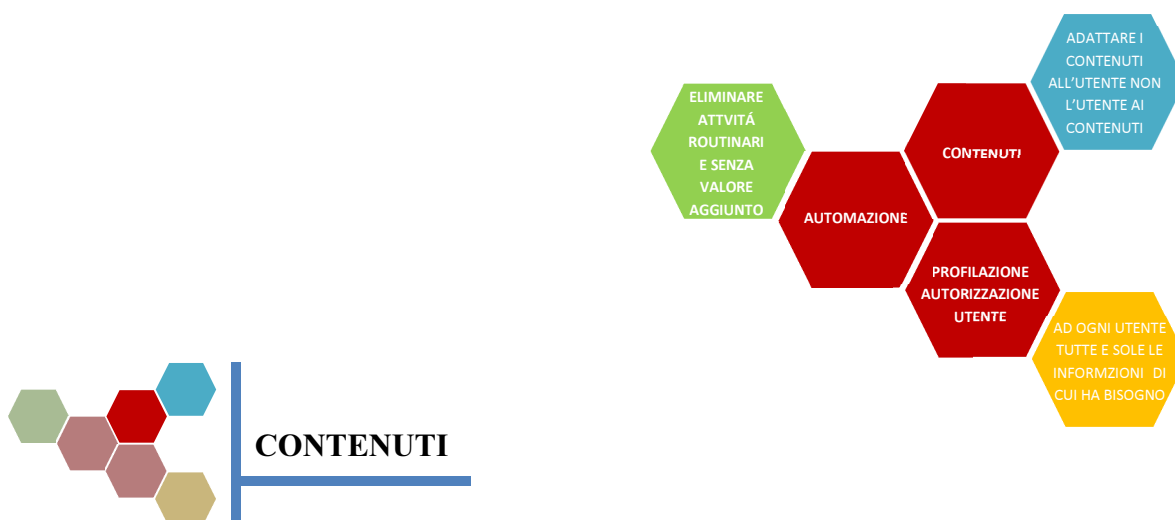 ADATTARE I
CONTENUTI
ALL'UTENTE NON
L'UTENTE AI
CONTENUTI
ELIMINARE
ATTVITÁ
ROUTINARI
E SENZA
VALORE
AGGIUNTO
CONTENUTI
AUTOMAZIONE
PROFILAZIONE
AUTORIZZAZIONE
UTENTE
AD OGNI UTENTE
TUTTE E SOLE LE
INFORMZIONI DI
CUI HA BISOGNO
CONTENUTI